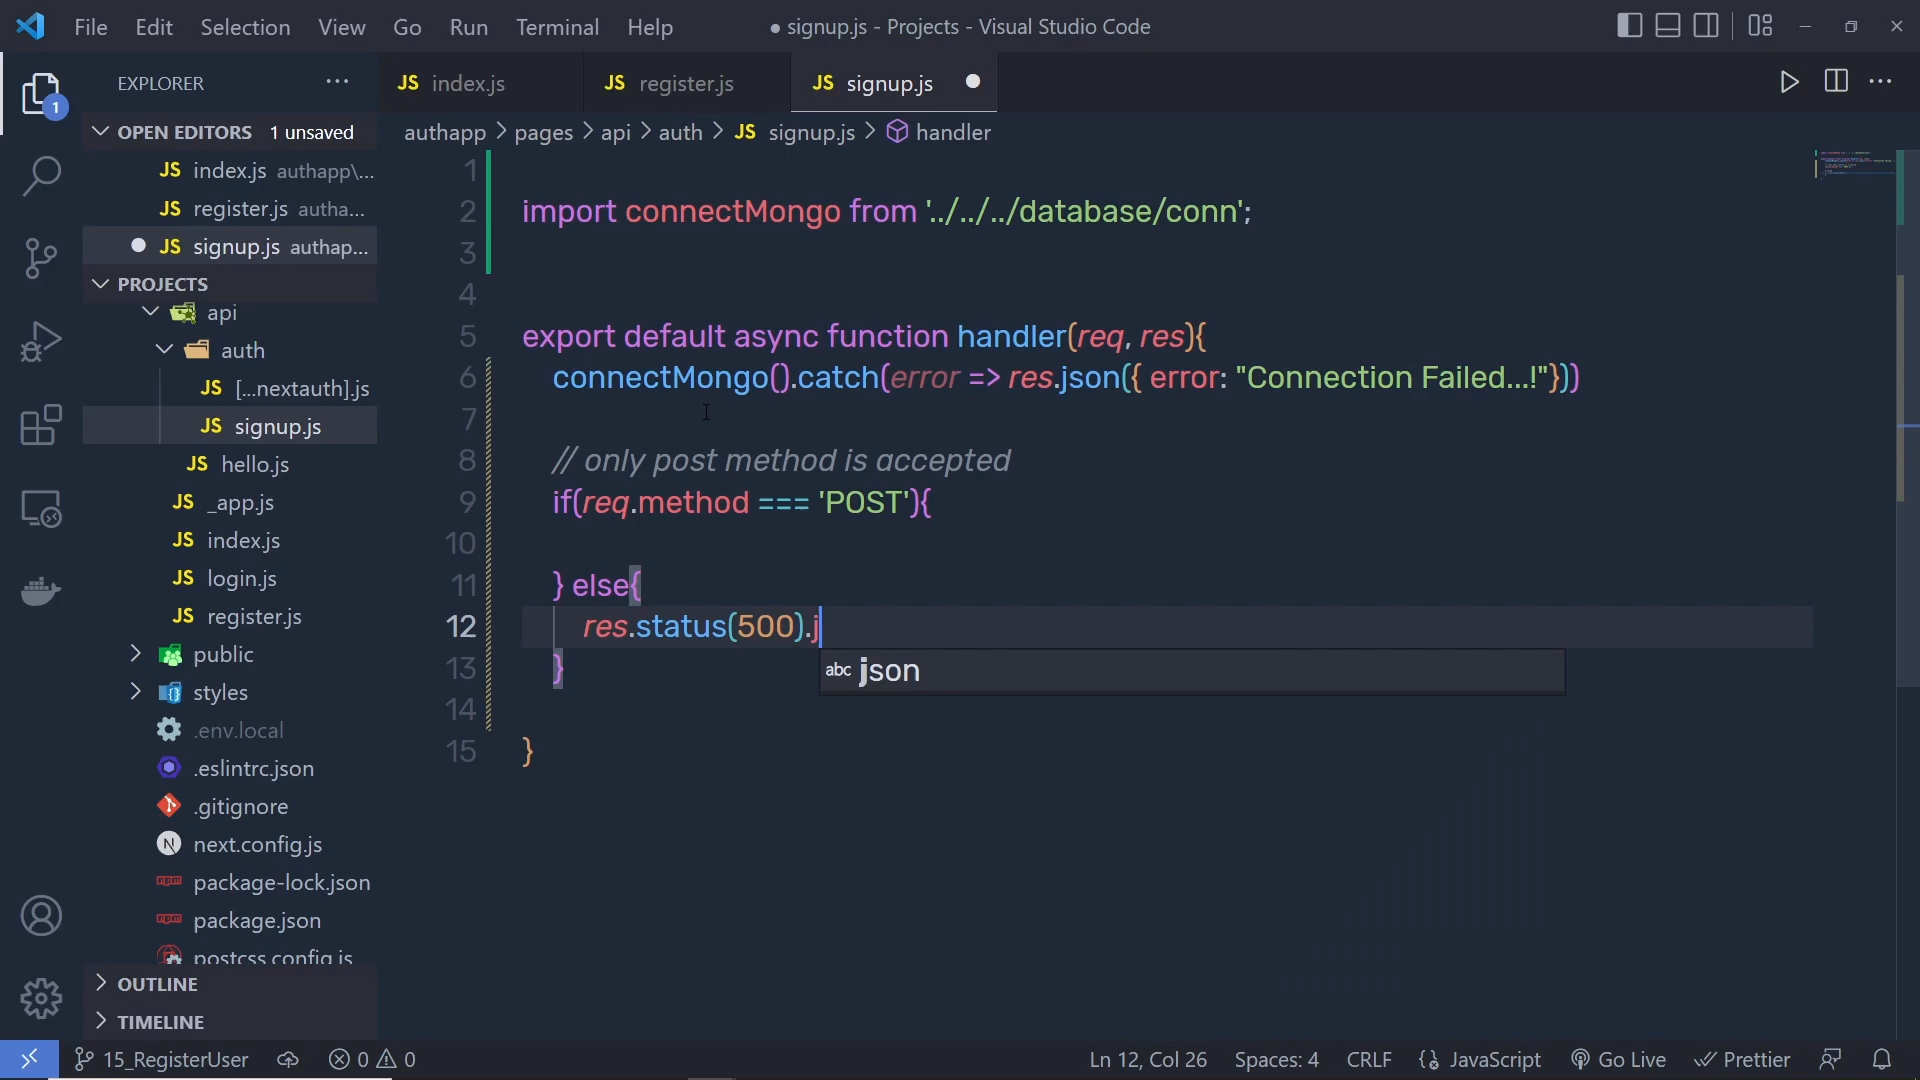 File Edit Selection View Go Run Terminal Help ● signup.js - Projects - Visual Studio Code
EXPLORER
JS index.js JS register.js JS signup.js
OPEN EDITORS 1 unsaved
JS index.js authapp\...
JS register.js autha...
JS signup.js authap...
PROJECTS
api
auth
JS [...nextauth].js
JS signup.js
JS hello.js
JS _app.js
JS index.js
JS login.js
JS register.js
public
styles
.env.local
.eslintrc.json
.gitignore
next.config.js
package-lock.json
package.json
postcss.config.js
OUTLINE
TIMELINE
authapp > pages > api > auth > JS signup.js > handler
1
2 import connectMongo from '../../../database/conn';
3
4
5 export default async function handler(req, res){
6 connectMongo().catch(error => res.json({ error: "Connection Failed...!"}))
7
8 // only post method is accepted
9 if(req.method === 'POST'){
10
11 } else{
12 res.status(500).j
abc json
13 }
14
15 }
1
15_RegisterUser 0 0 Ln 12, Col 26 Spaces: 4 CRLF {} JavaScript Go Live Prettier